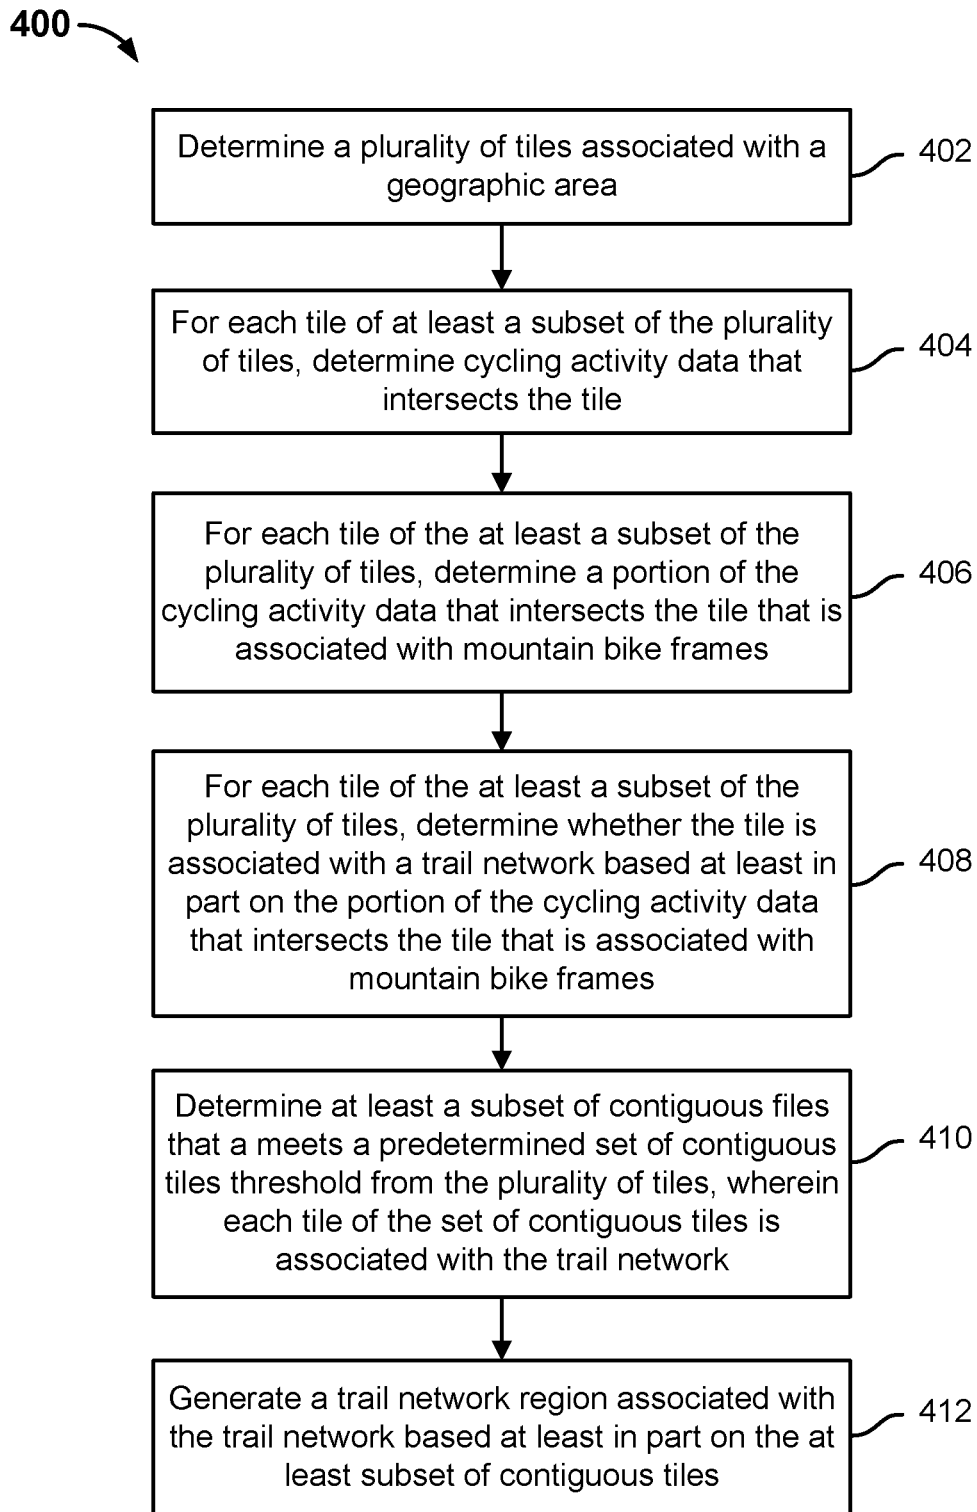 400
Determine a plurality of tiles associated with a
geographic area
402
For each tile of at least a subset of the plurality
of tiles, determine cycling activity data that
intersects the tile
404
For each tile of the at least a subset of the
plurality of tiles, determine a portion of the
cycling activity data that intersects the tile that is
associated with mountain bike frames
406
For each tile of the at least a subset of the
plurality of tiles, determine whether the tile is
associated with a trail network based at least in
part on the portion of the cycling activity data
that intersects the tile that is associated with
mountain bike frames
408
Determine at least a subset of contiguous files
that a meets a predetermined set of contiguous
tiles threshold from the plurality of tiles, wherein
each tile of the set of contiguous tiles is
associated with the trail network
410
Generate a trail network region associated with
the trail network based at least in part on the at
least subset of contiguous tiles
412